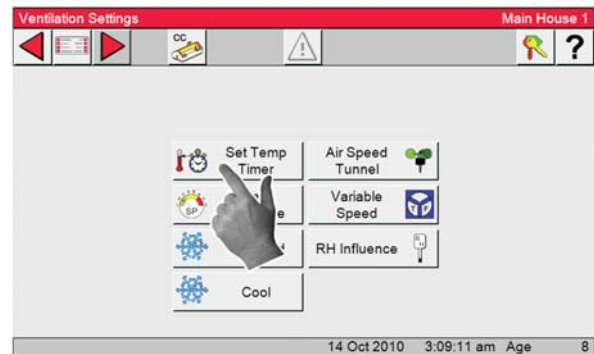 Ventilation Settings
Main House 1
CC
?
Set Temp
Timer
Air Speed
Tunnel
SP
Variable
Speed
RH Influence
Cool
14 Oct 2010 3:09:11 am Age 8